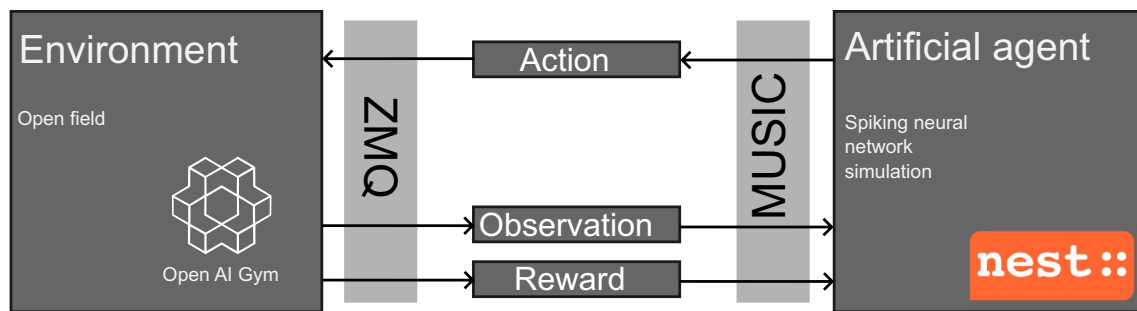 Environment
Open field
Open AI Gym
ZMQ
Action
Observation
Reward
MUSIC
Artificial agent
Spiking neural
network
simulation
nest::